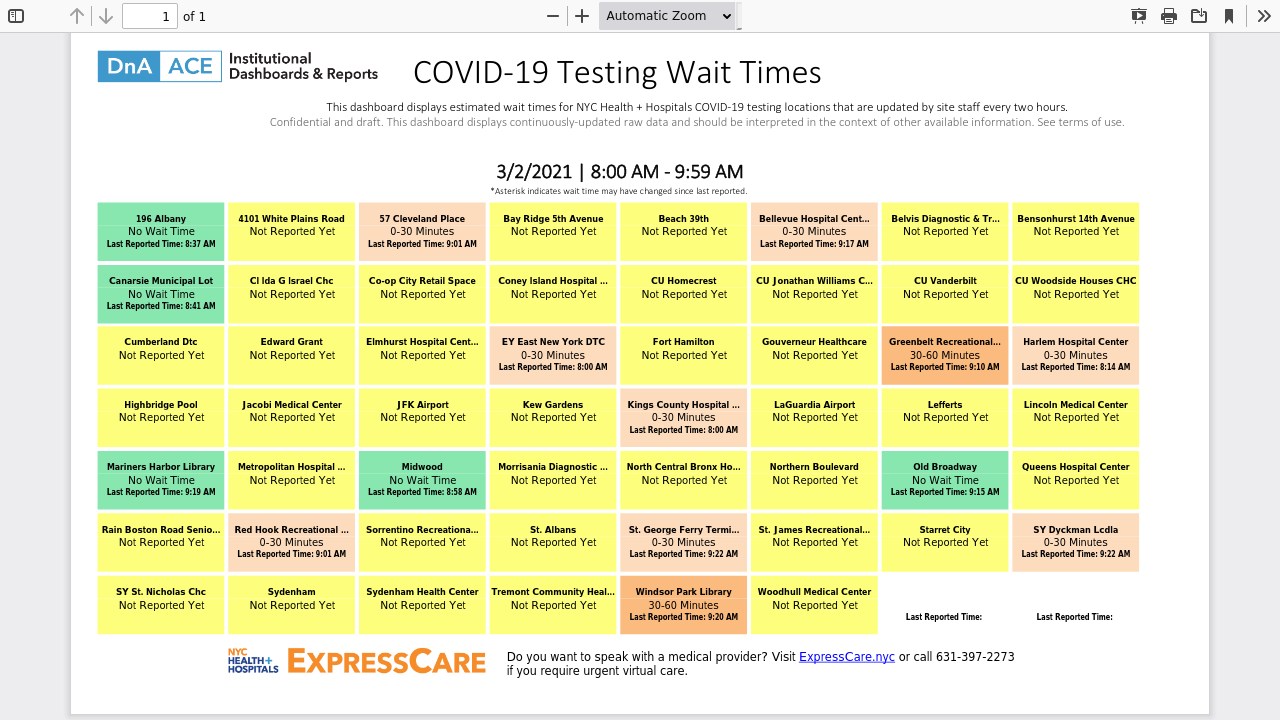 1 of 1 Automatic Zoom
DnA ACE Institutional
Dashboards & Reports
COVID-19 Testing Wait Times
This dashboard displays estimated wait times for NYC Health + Hospitals COVID-19 testing locations that are updated by site staff every two hours.
Confidential and draft. This dashboard displays continuously-updated raw data and should be interpreted in the context of other available information. See terms of use.
3/2/2021 | 8:00 AM - 9:59 AM
*Asterisk indicates wait time may have changed since last reported.
196 Albany
No Wait Time
Last Reported Time: 8:37 AM
4101 White Plains Road
Not Reported Yet
57 Cleveland Place
0-30 Minutes
Last Reported Time: 9:01 AM
Bay Ridge 5th Avenue
Not Reported Yet
Beach 39th
Not Reported Yet
Bellevue Hospital Cent...
0-30 Minutes
Last Reported Time: 9:17 AM
Belvis Diagnostic & Tr...
Not Reported Yet
Bensonhurst 14th Avenue
Not Reported Yet
Canarsie Municipal Lot
No Wait Time
Last Reported Time: 8:41 AM
Cl Ida G Israel Chc
Not Reported Yet
Co-op City Retail Space
Not Reported Yet
Coney Island Hospital ...
Not Reported Yet
CU Homecrest
Not Reported Yet
CU Jonathan Williams C...
Not Reported Yet
CU Vanderbilt
Not Reported Yet
CU Woodside Houses CHC
Not Reported Yet
Cumberland Dtc
Not Reported Yet
Edward Grant
Not Reported Yet
Elmhurst Hospital Cent...
Not Reported Yet
EY East New York DTC
0-30 Minutes
Last Reported Time: 8:00 AM
Fort Hamilton
Not Reported Yet
Gouverneur Healthcare
Not Reported Yet
Greenbelt Recreational...
30-60 Minutes
Last Reported Time: 9:10 AM
Harlem Hospital Center
0-30 Minutes
Last Reported Time: 8:14 AM
Highbridge Pool
Not Reported Yet
Jacobi Medical Center
Not Reported Yet
JFK Airport
Not Reported Yet
Kew Gardens
Not Reported Yet
Kings County Hospital ...
0-30 Minutes
Last Reported Time: 8:00 AM
LaGuardia Airport
Not Reported Yet
Lefferts
Not Reported Yet
Lincoln Medical Center
Not Reported Yet
Mariners Harbor Library
No Wait Time
Last Reported Time: 9:19 AM
Metropolitan Hospital ...
Not Reported Yet
Midwood
No Wait Time
Last Reported Time: 8:58 AM
Morrisania Diagnostic ...
Not Reported Yet
North Central Bronx Ho...
Not Reported Yet
Northern Boulevard
Not Reported Yet
Old Broadway
No Wait Time
Last Reported Time: 9:15 AM
Queens Hospital Center
Not Reported Yet
Rain Boston Road Senio...
Not Reported Yet
Red Hook Recreational ...
0-30 Minutes
Last Reported Time: 9:01 AM
Sorrentino Recreationa...
Not Reported Yet
St. Albans
Not Reported Yet
St. George Ferry Termi...
0-30 Minutes
Last Reported Time: 9:22 AM
St. James Recreational...
Not Reported Yet
Starret City
Not Reported Yet
SY Dyckman Lcdla
0-30 Minutes
Last Reported Time: 9:22 AM
SY St. Nicholas Chc
Not Reported Yet
Sydenham
Not Reported Yet
Sydenham Health Center
Not Reported Yet
Tremont Community Heal...
Not Reported Yet
Windsor Park Library
30-60 Minutes
Last Reported Time: 9:20 AM
Woodhull Medical Center
Not Reported Yet
Last Reported Time:
Last Reported Time:
NYC
HEALTH+
HOSPITALS
EXPRESSCARE
Do you want to speak with a medical provider? Visit ExpressCare.nyc or call 631-397-2273
if you require urgent virtual care.